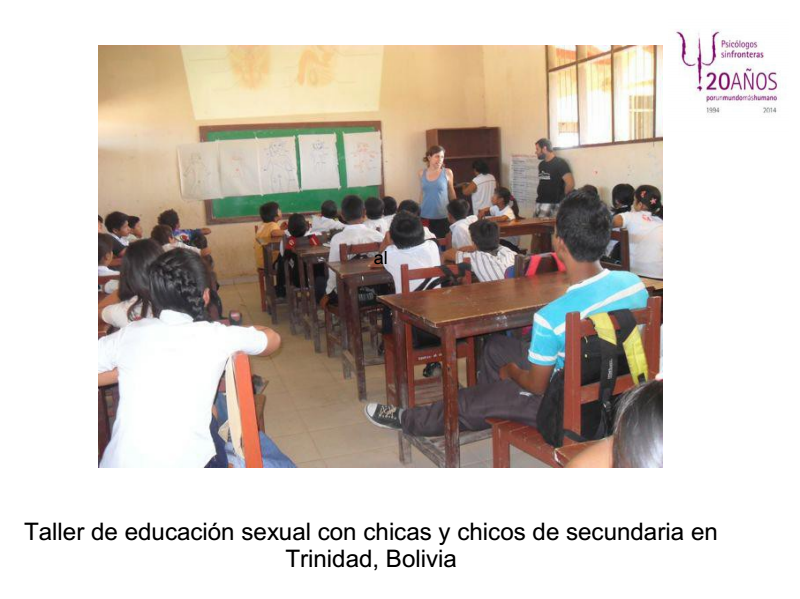 Psicólogos
sinfronteras
20AÑOS
porunmundomáshumano
1994 2014
al
Taller de educación sexual con chicas y chicos de secundaria en
Trinidad, Bolivia